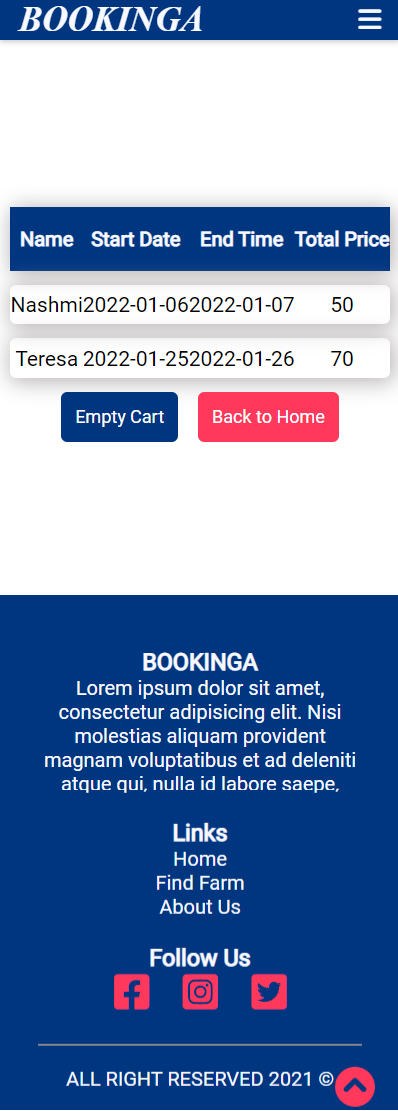 BOOKINGA
Name Start Date End Time Total Price
Nashmi 2022-01-06 2022-01-07 50
Teresa 2022-01-25 2022-01-26 70
Empty Cart Back to Home
BOOKINGA
Lorem ipsum dolor sit amet,
consectetur adipisicing elit. Nisi
molestias aliquam provident
magnam voluptatibus et ad deleniti
atque qui, nulla id labore saepe,
Links
Home
Find Farm
About Us
Follow Us
ALL RIGHT RESERVED 2021 ©